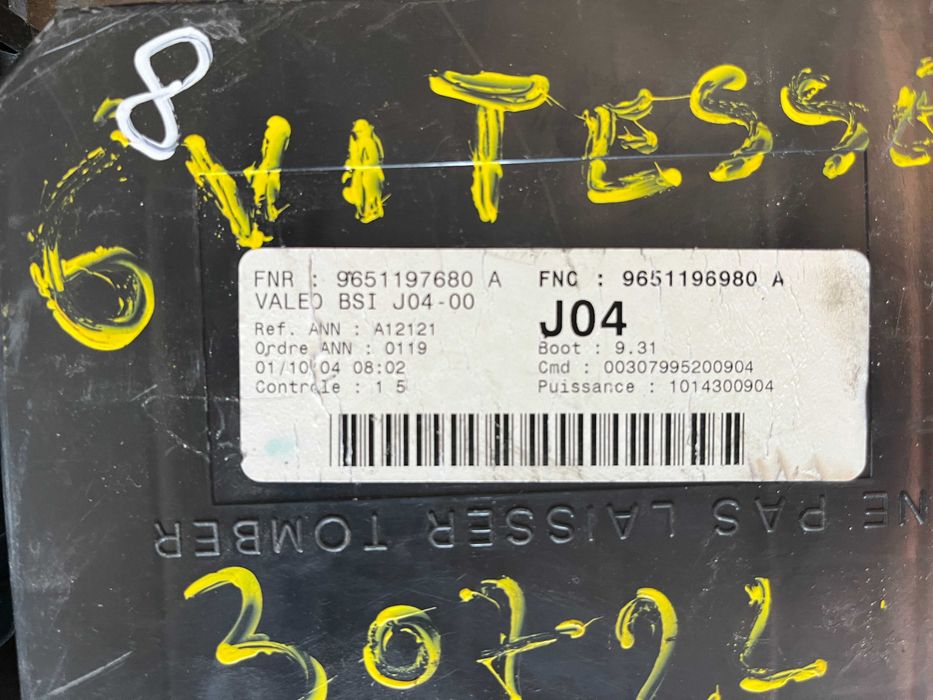 8
6 VITESSE
FNR : 9651197680 A FNC : 9651196980 A
VALEO BSI J04-00
J04
Ref. ANN : A12121
Ordre ANN : 0119 Boot : 9.31
01/10/04 08:02 Cmd : 00307995200904
Controle : 1 5 Puissance : 1014300904
NE PAS LAISSER TOMBER